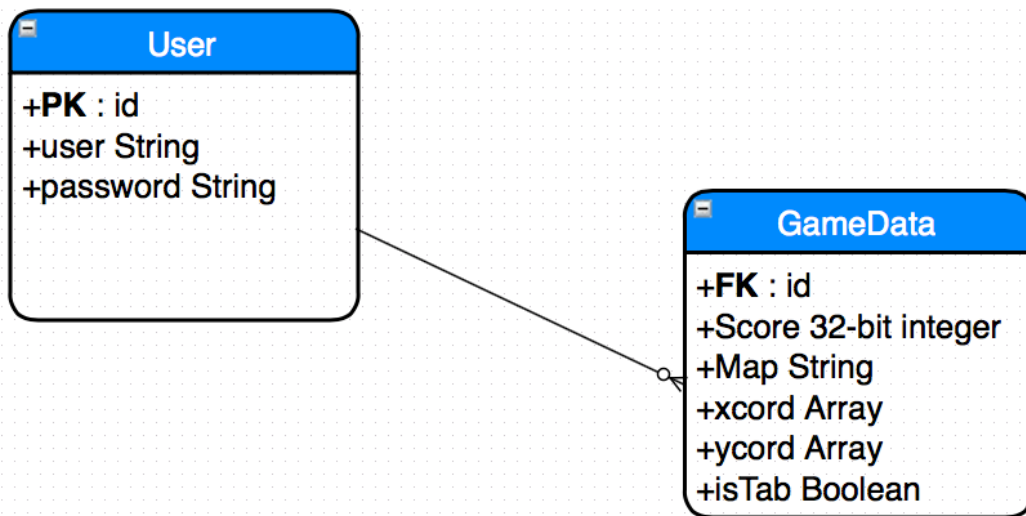 User
+PK : id
+user String
+password String
GameData
+FK : id
+Score 32-bit integer
+Map String
+xcord Array
+ycord Array
+isTab Boolean